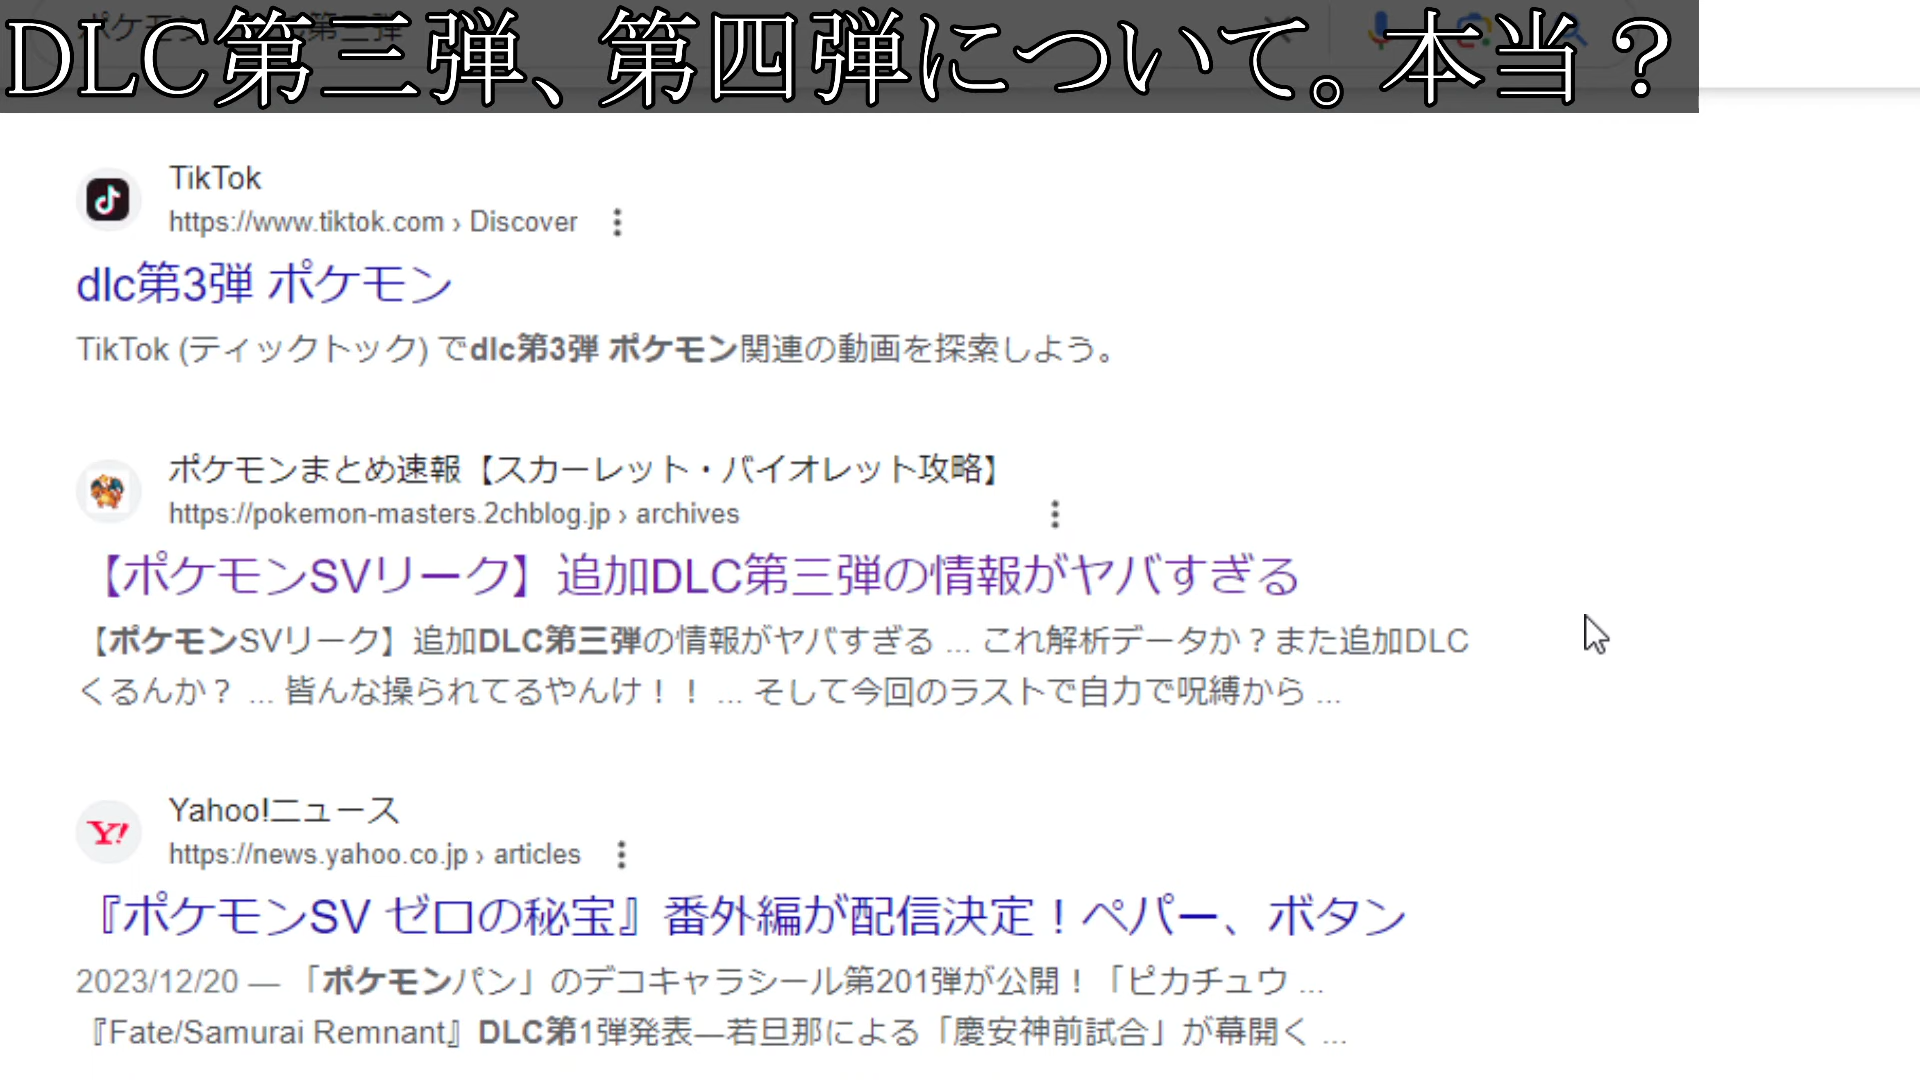 DLC第三弾、第四弾について。本当？
TikTok
https://www.tiktok.com › Discover
dlc第3弾 ポケモン
TikTok (ティックトック) でdlc第3弾 ポケモン関連の動画を探索しよう。
ポケモンまとめ速報【スカーレット・バイオレット攻略】
https://pokemon-masters.2chblog.jp › archives
【ポケモンSVリーク】追加DLC第三弾の情報がヤバすぎる
【ポケモンSVリーク】追加DLC第三弾の情報がヤバすぎる ... これ解析データか？また追加DLC
くるんか？ ... 皆んな操られてるやんけ！！ ... そして今回のラストで自力で呪縛から ...
Yahoo!ニュース
https://news.yahoo.co.jp › articles
『ポケモンSV ゼロの秘宝』番外編が配信決定！ペパー、ボタン
2023/12/20 — 「ポケモンパン」のデコキャラシール第201弾が公開！「ピカチュウ ...
『Fate/Samurai Remnant』DLC第1弾発表―若旦那による「慶安神前試合」が幕開く ...